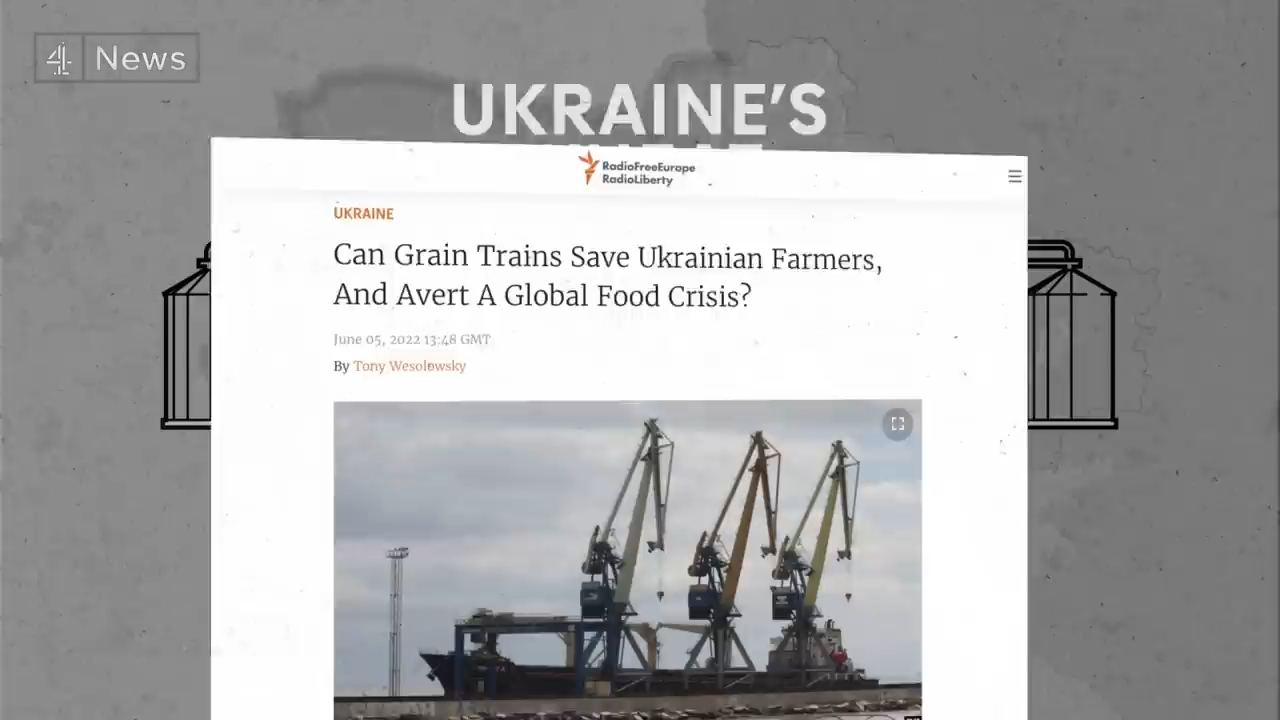 4 News
UKRAINE'S
RadioFreeEurope
RadioLiberty
UKRAINE
Can Grain Trains Save Ukrainian Farmers,
And Avert A Global Food Crisis?
June 05, 2022 13:48 GMT
By Tony Wesolowsky